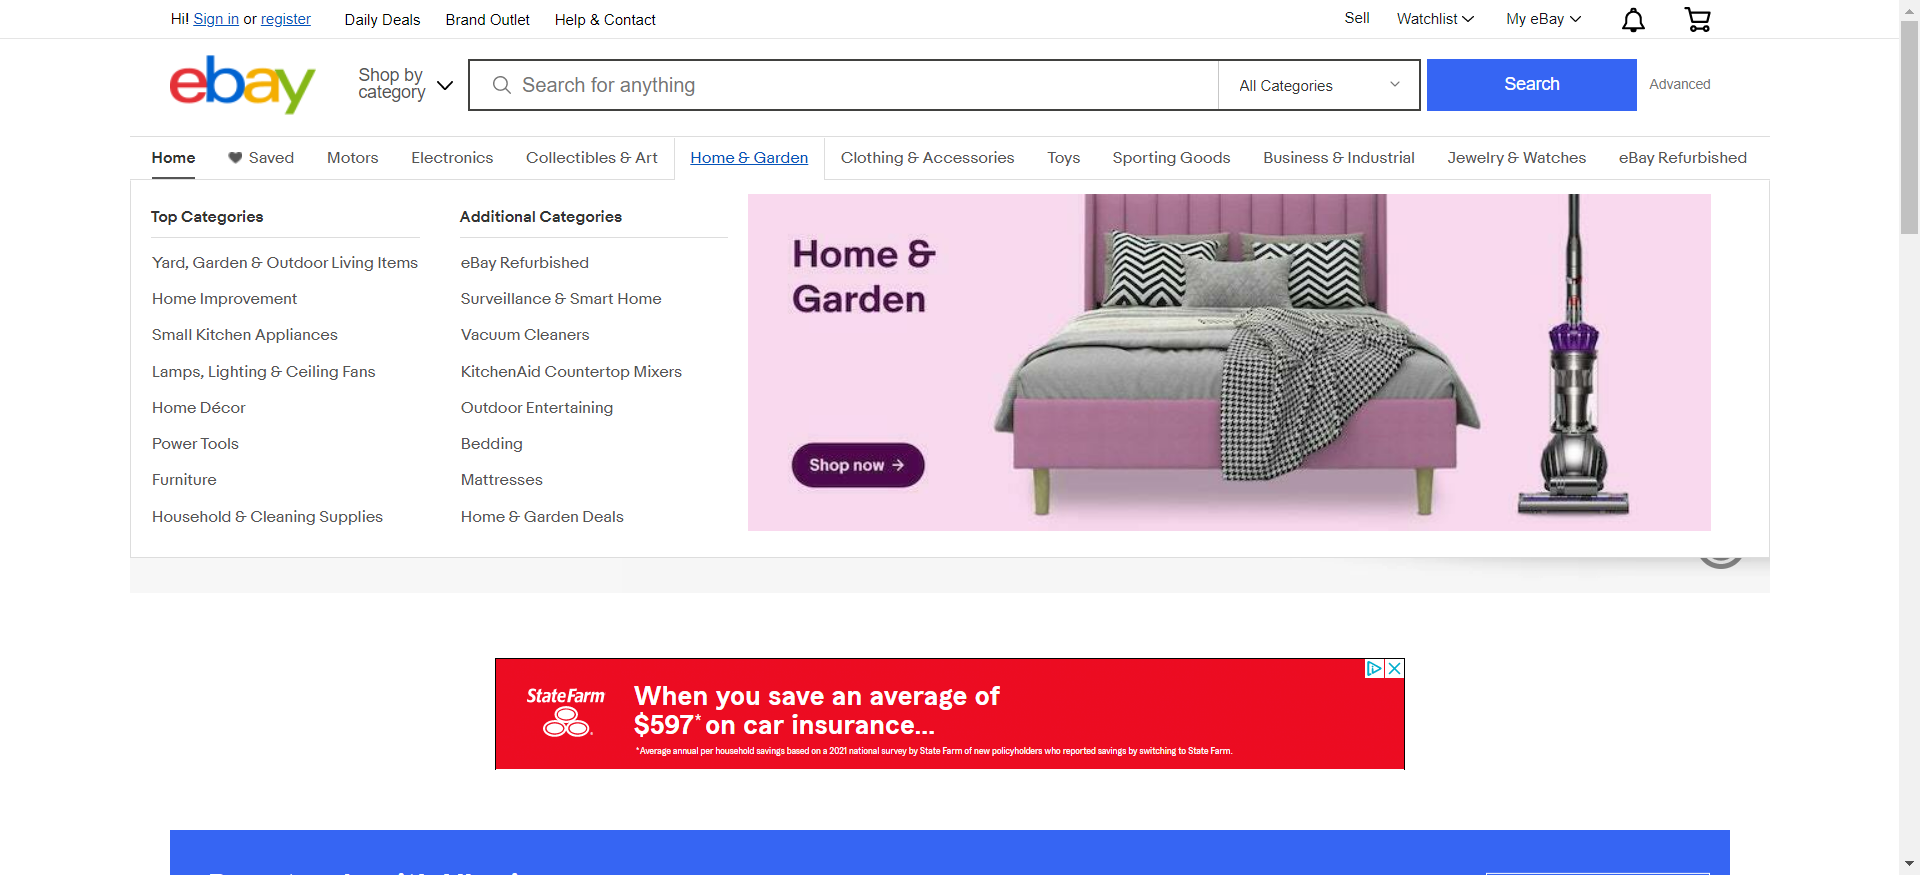 Hi! Sign in or register
Daily Deals
Brand Outlet
Help & Contact
Sell
Watchlist
My eBay
ebay
Shop by
category
Search for anything
All Categories
Search
Advanced
Home
Saved
Motors
Electronics
Collectibles & Art
Home & Garden
Clothing & Accessories
Toys
Sporting Goods
Business & Industrial
Jewelry & Watches
eBay Refurbished
Top Categories
Yard, Garden & Outdoor Living Items
Home Improvement
Small Kitchen Appliances
Lamps, Lighting & Ceiling Fans
Home Décor
Power Tools
Furniture
Household & Cleaning Supplies
Additional Categories
eBay Refurbished
Surveillance & Smart Home
Vacuum Cleaners
KitchenAid Countertop Mixers
Outdoor Entertaining
Bedding
Mattresses
Home & Garden Deals
Home &
Garden
Shop now →
State Farm
When you save an average of
$597* on car insurance...
*Average annual per household savings based on a 2021 national survey by State Farm of new policyholders who reported savings by switching to State Farm.